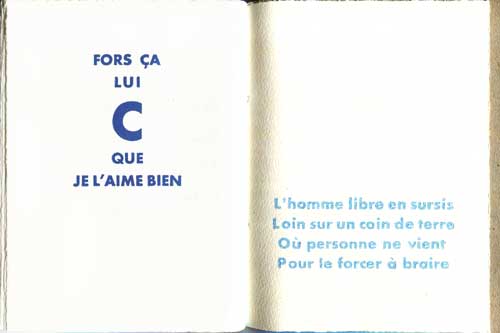 FORS ÇA
LUI
C
QUE
JE L'AIME BIEN
L'homme libre en sursis
Loin sur un coin de terre
Où personne ne vient
Pour le forcer à braire